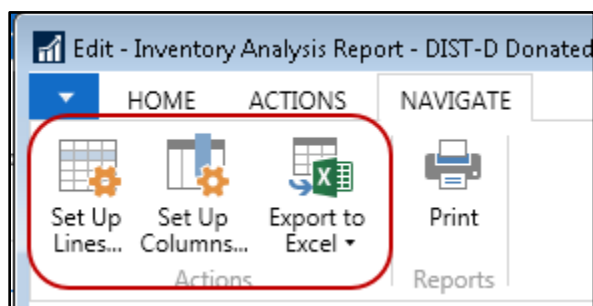 Edit - Inventory Analysis Report - DIST-D Donated
HOME ACTIONS NAVIGATE
Set Up Lines...
Set Up Columns...
Export to Excel
Print
Actions
Reports